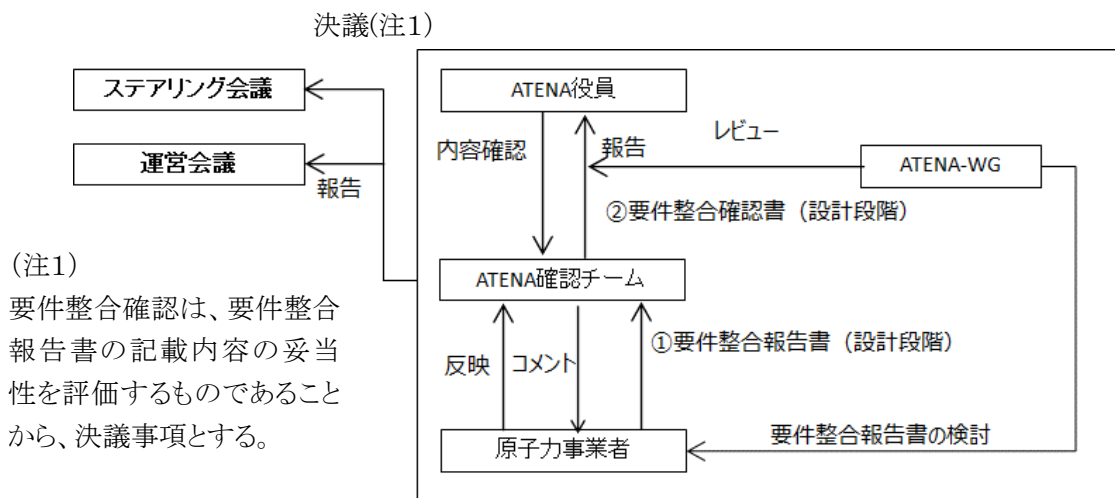 決議(注1)
ステアリング会議
ATENA役員
レビュー
内容確認
報告
運営会議
ATENA-WG
報告
②要件整合確認書（設計段階）
(注1)
要件整合確認は、要件整合
報告書の記載内容の妥当
性を評価するものであること
から、決議事項とする。
ATENA確認チーム
①要件整合報告書（設計段階）
反映
コメント
原子力事業者
要件整合報告書の検討